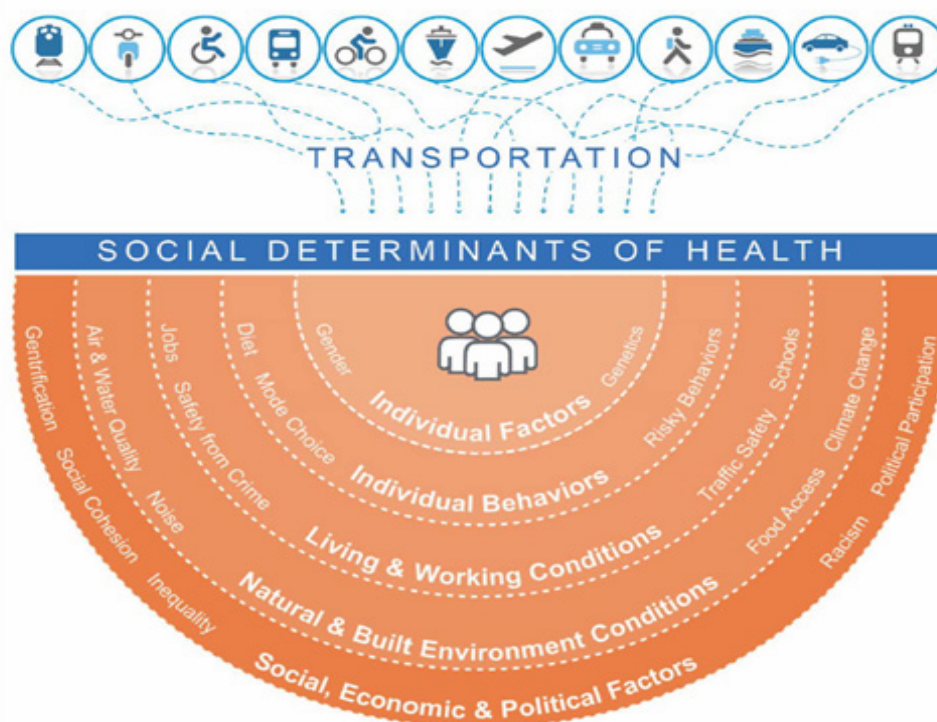 TRANSPORTATION
SOCIAL DETERMINANTS OF HEALTH
Gender
Genetics
Individual Factors
Diet
Mode Choice
Risky Behaviors
Individual Behaviors
Jobs
Safety from Crime
Traffic Safety
Schools
Living & Working Conditions
Air & Water Quality
Noise
Food Access
Climate Change
Natural & Built Environment Conditions
Gentrification
Social Cohesion
Inequality
Racism
Political Participation
Social, Economic & Political Factors